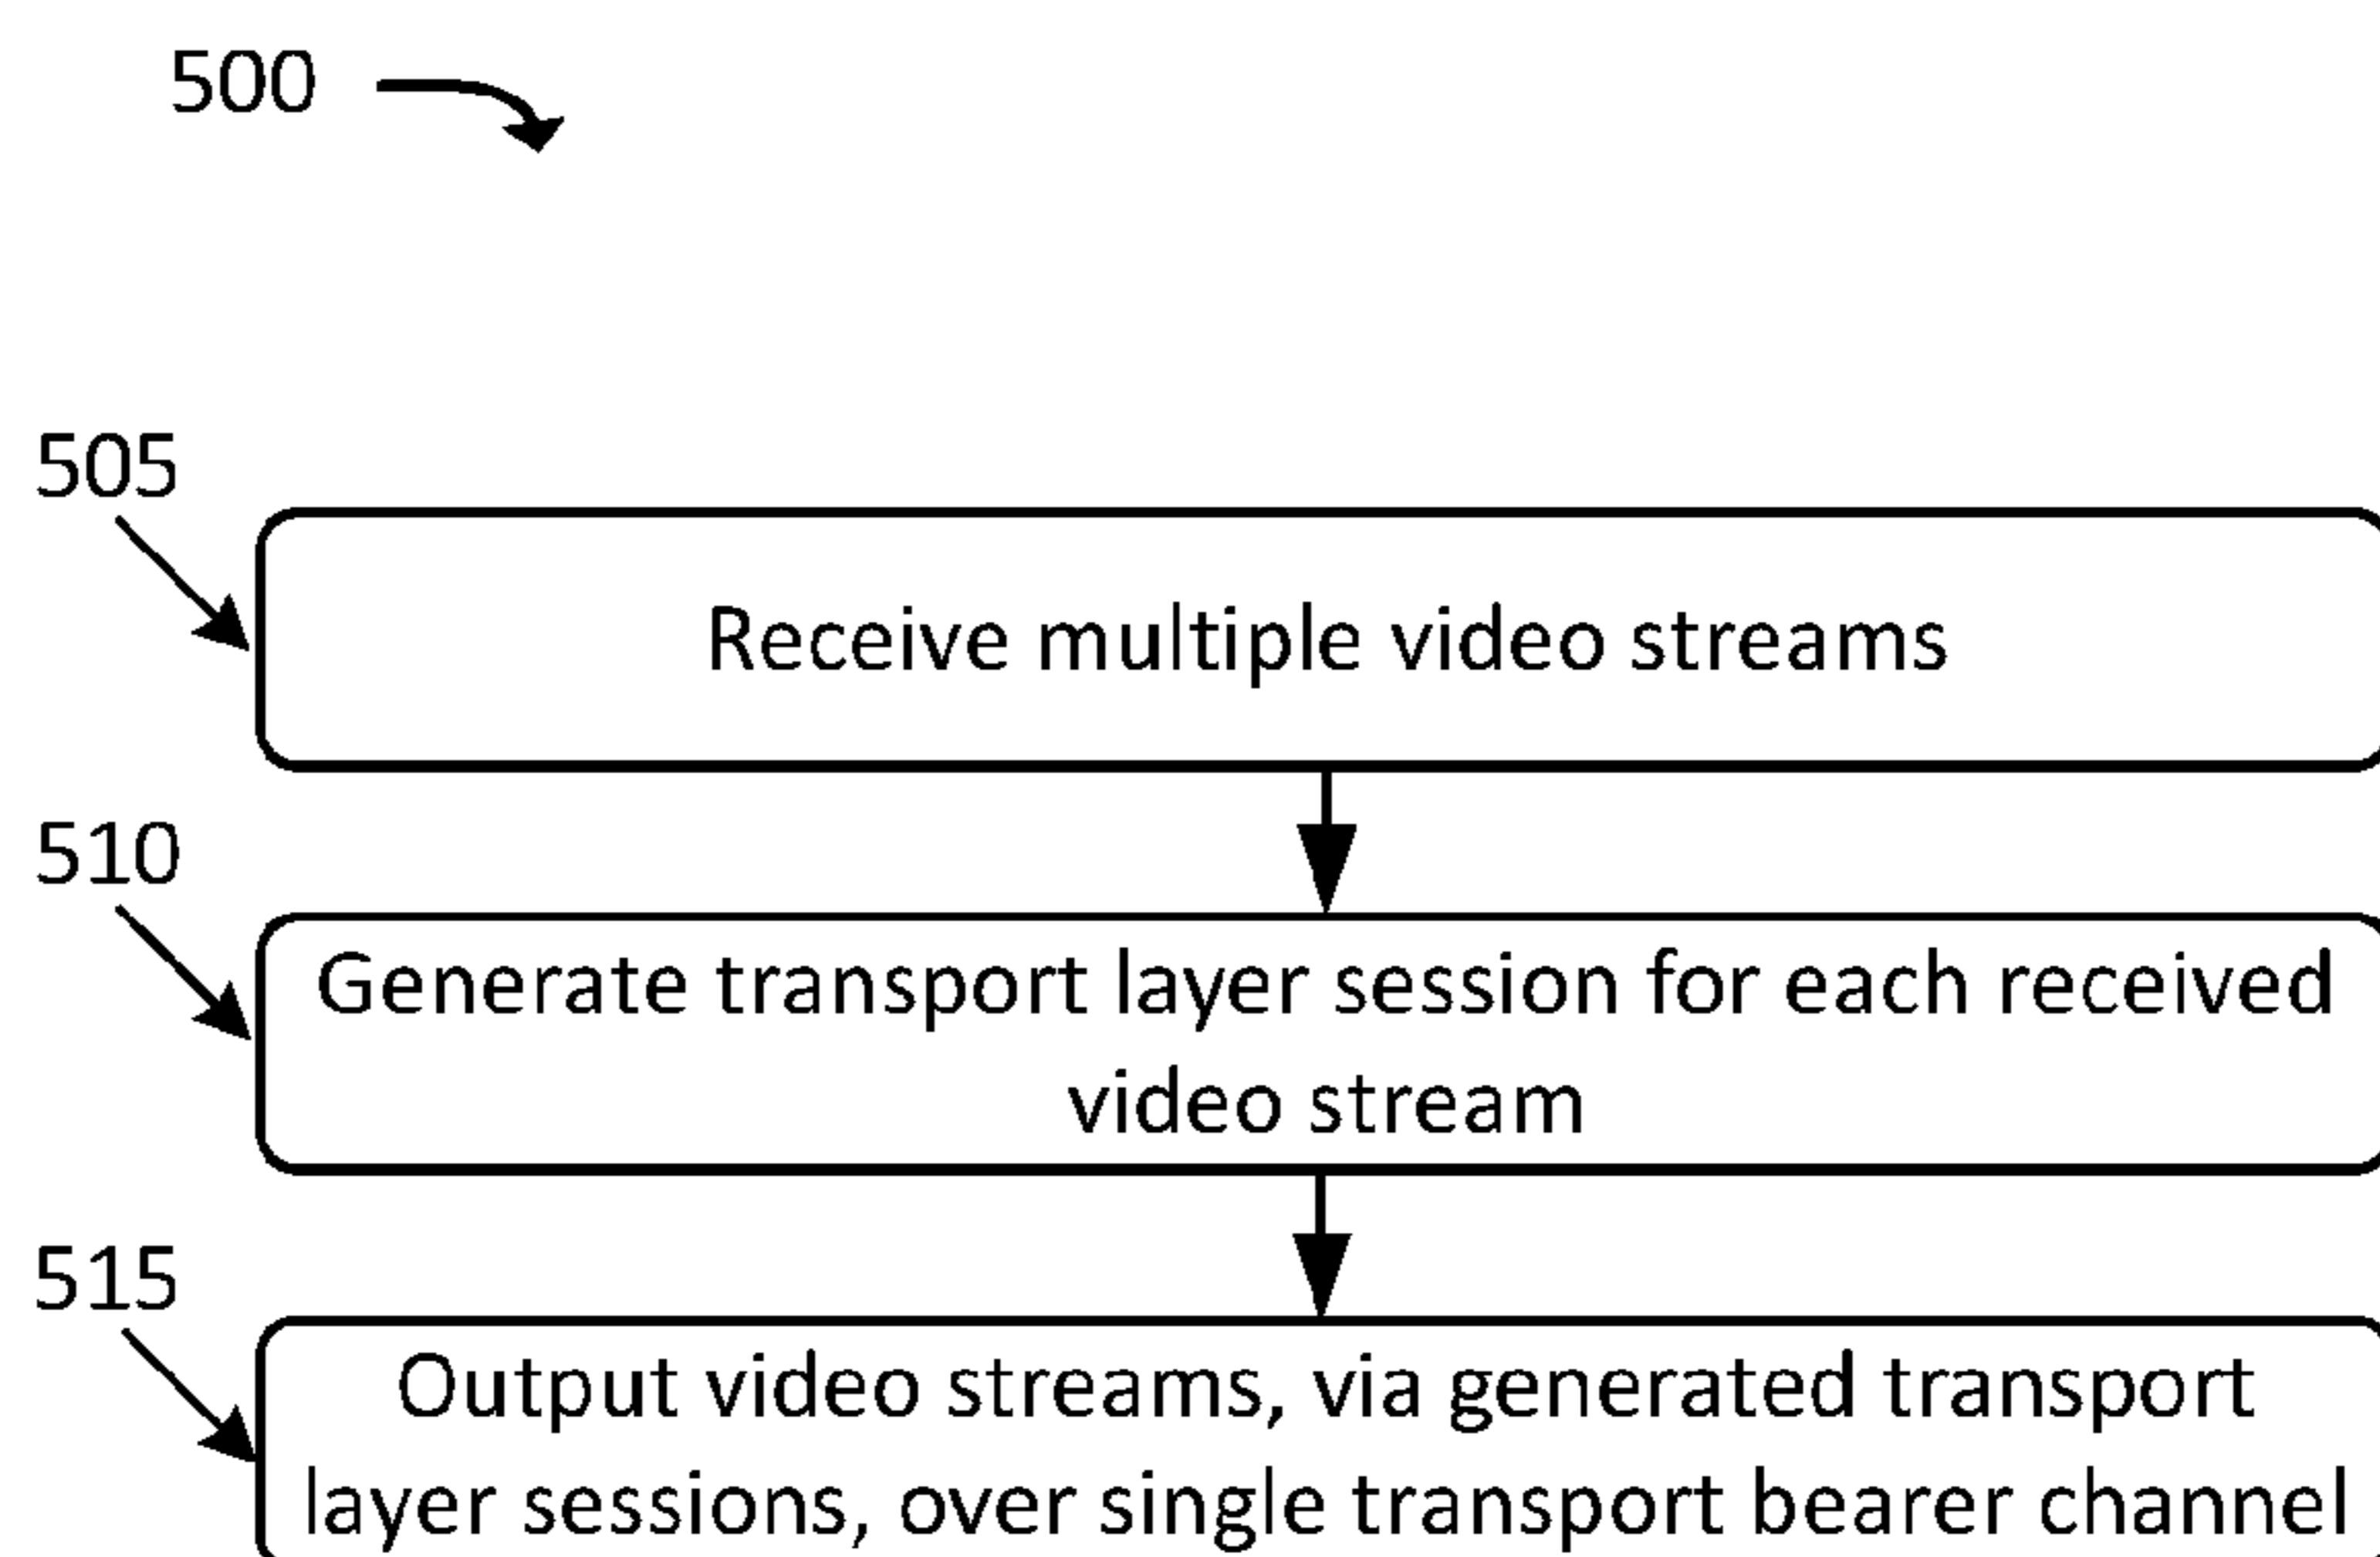 500
505
Receive multiple video streams
510
Generate transport layer session for each received
video stream
515
Output video streams, via generated transport
layer sessions, over single transport bearer channel